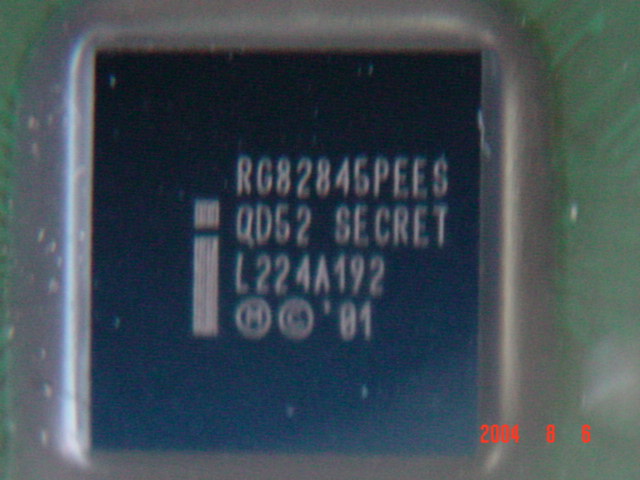 RG82845PEES
QD52 SECRET
L224A192
Ⓜ © '01
2004 8 6